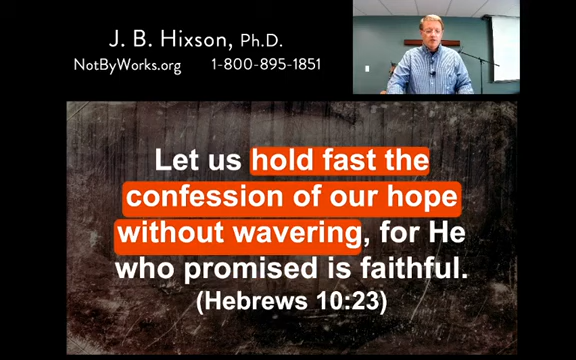 J. B. Hixson, Ph.D.
NotByWorks.org 1-800-895-1851
Let us hold fast the
confession of our hope
without wavering, for He
who promised is faithful.
(Hebrews 10:23)